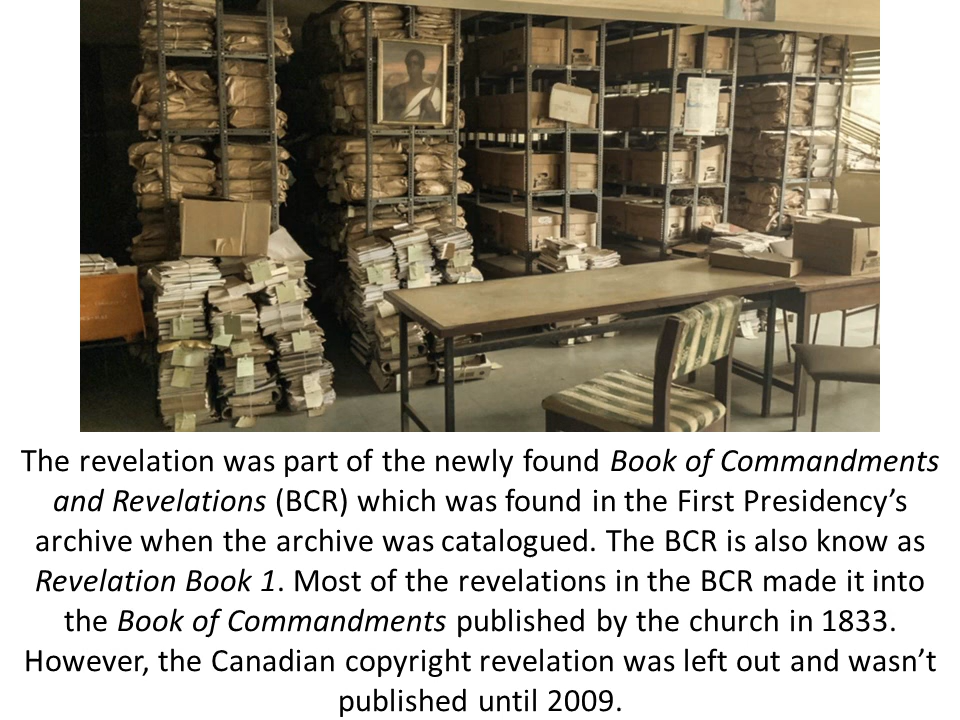 The revelation was part of the newly found Book of Commandments
and Revelations (BCR) which was found in the First Presidency’s
archive when the archive was catalogued. The BCR is also know as
Revelation Book 1. Most of the revelations in the BCR made it into
the Book of Commandments published by the church in 1833.
However, the Canadian copyright revelation was left out and wasn’t
published until 2009.